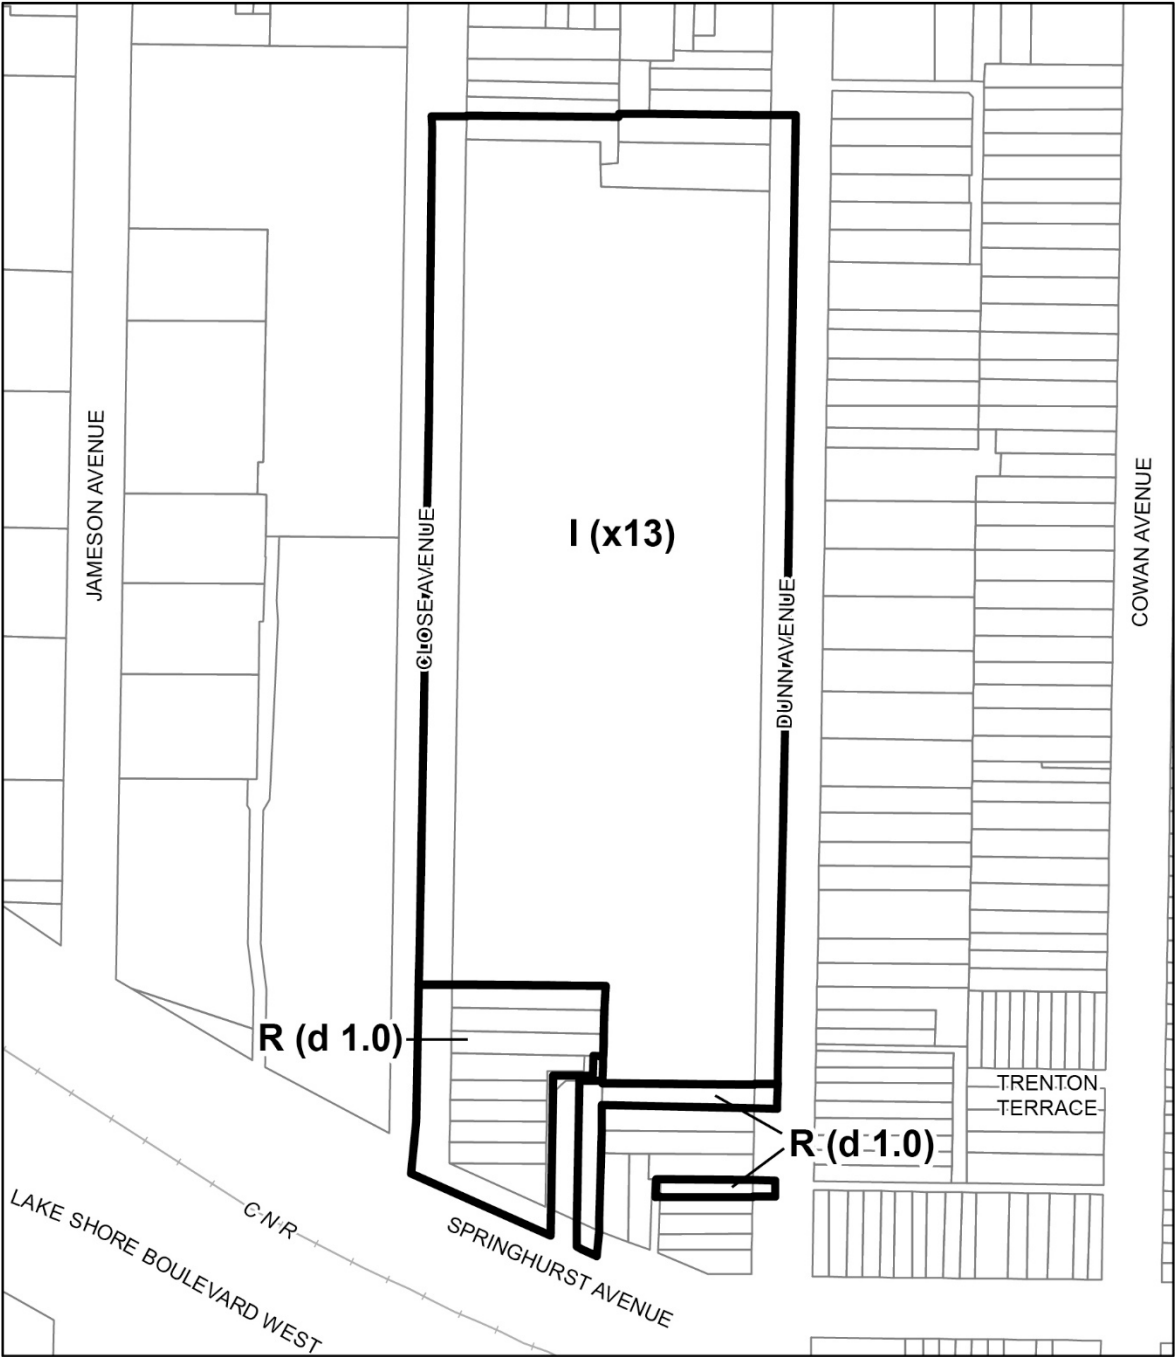 JAMESON AVENUE
CLOSE AVENUE
I (x13)
DUNN AVENUE
COWAN AVENUE
R (d 1.0)
TRENTON
TERRACE
R (d 1.0)
C-N-R
LAKE SHORE BOULEVARD WEST
SPRINGHURST AVENUE